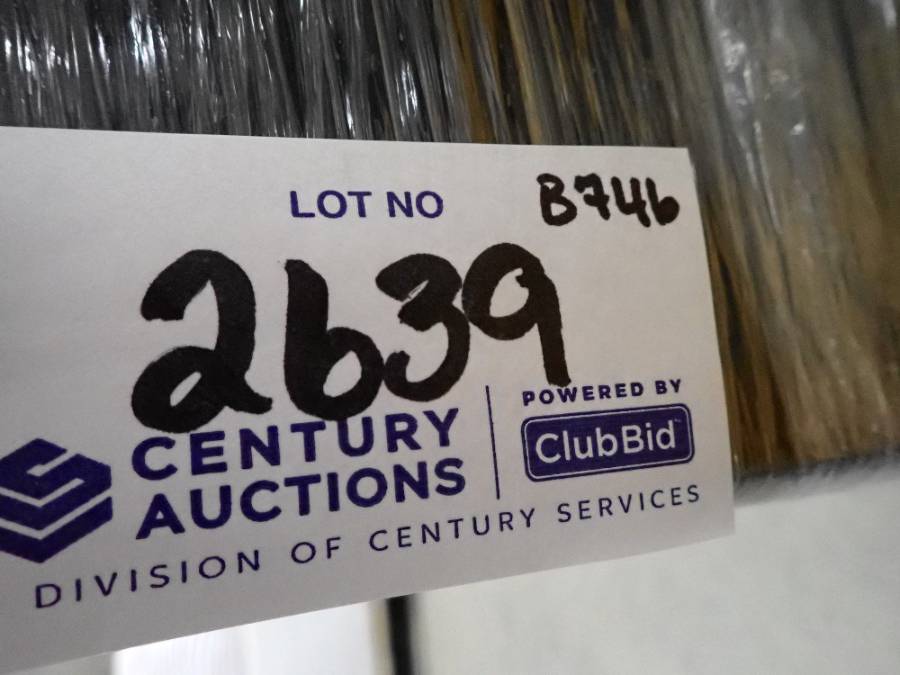 LOT NO B746
2639
CENTURY
AUCTIONS
POWERED BY
ClubBid
DIVISION OF CENTURY SERVICES